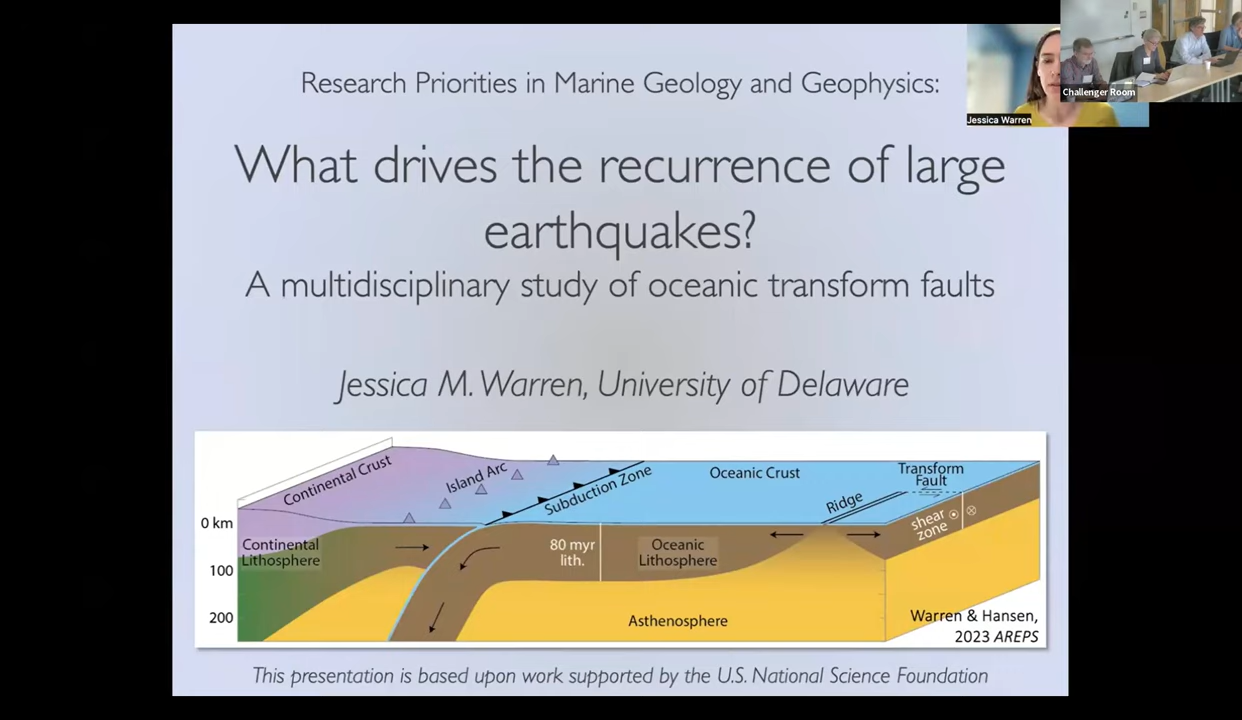 Research Priorities in Marine Geology and Geophysics:
What drives the recurrence of large
earthquakes?
A multidisciplinary study of oceanic transform faults
Jessica M. Warren, University of Delaware
Challenger Room
Jessica Warren
Continental Crust
Island Arc
Subduction Zone
Oceanic Crust
Transform
Fault
Ridge
shear
zone
0 km
100
200
Continental
Lithosphere
80 myr
lith.
Oceanic
Lithosphere
Asthenosphere
Warren & Hansen,
2023 AREPS
This presentation is based upon work supported by the U.S. National Science Foundation